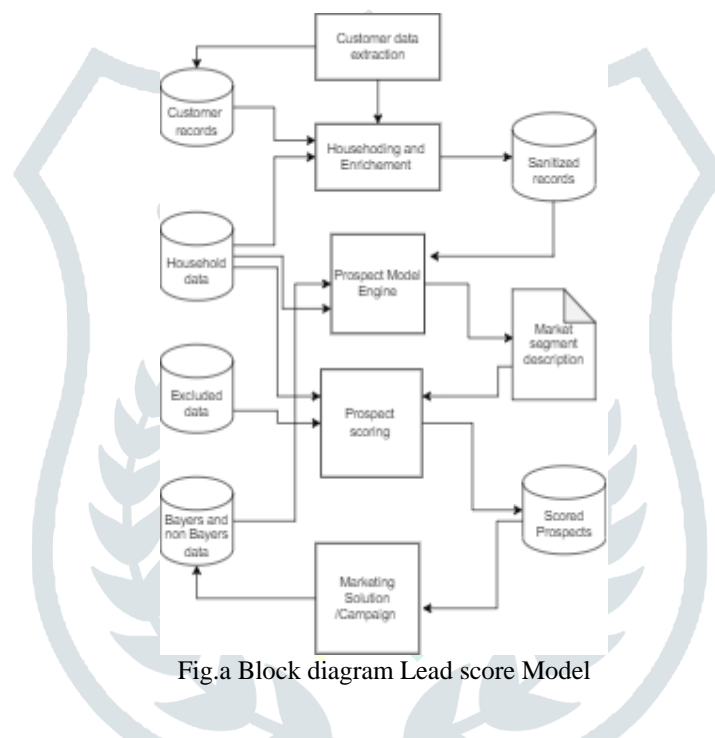 Customer data
extraction
Customer
records
Househoding and
Enrichement
Sanitized
records
Household
data
Prospect Model
Engine
Market
segment
description
Excluded
data
Prospect
scoring
Bayers and
non Bayers
data
Scored
Prospects
Marketing
Solution
/Campaign
Fig.a Block diagram Lead score Model